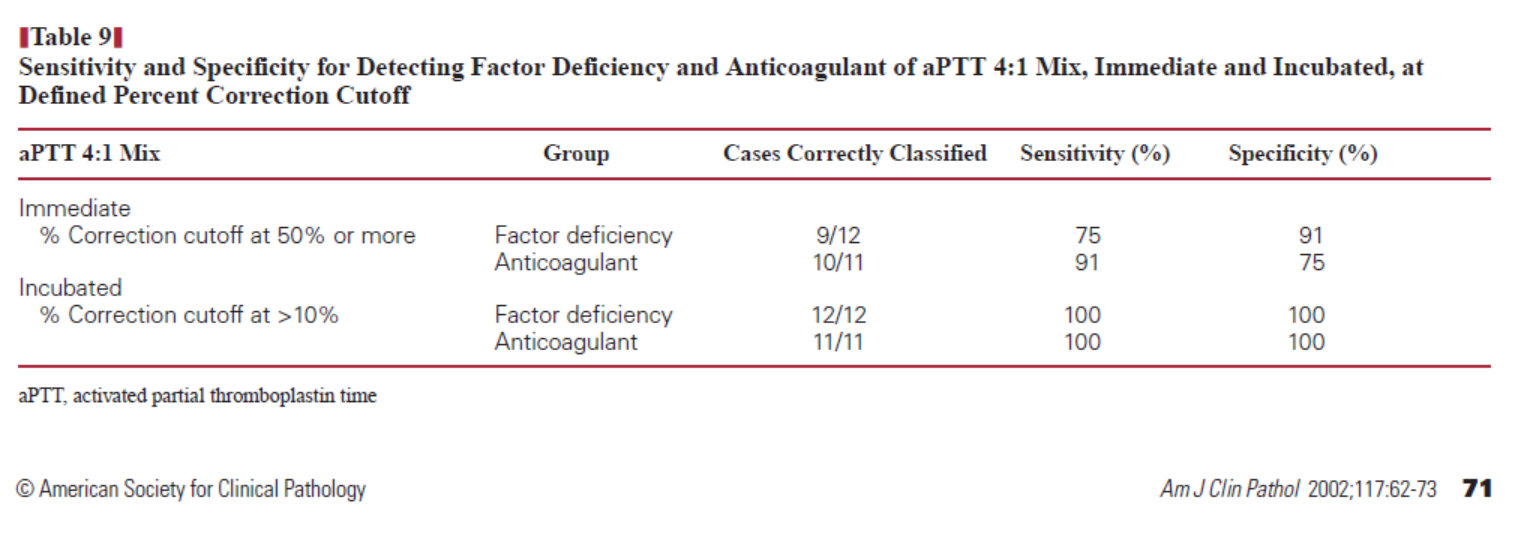 Table 9
Sensitivity and Specificity for Detecting Factor Deficiency and Anticoagulant of aPTT 4:1 Mix, Immediate and Incubated, at
Defined Percent Correction Cutoff
aPTT 4:1 Mix Group Cases Correctly Classified Sensitivity (%) Specificity (%)
Immediate
% Correction cutoff at 50% or more Factor deficiency 9/12 75 91
Anticoagulant 10/11 91 75
Incubated
% Correction cutoff at >10% Factor deficiency 12/12 100 100
Anticoagulant 11/11 100 100
aPTT, activated partial thromboplastin time
© American Society for Clinical Pathology Am J Clin Pathol 2002;117:62-73 71